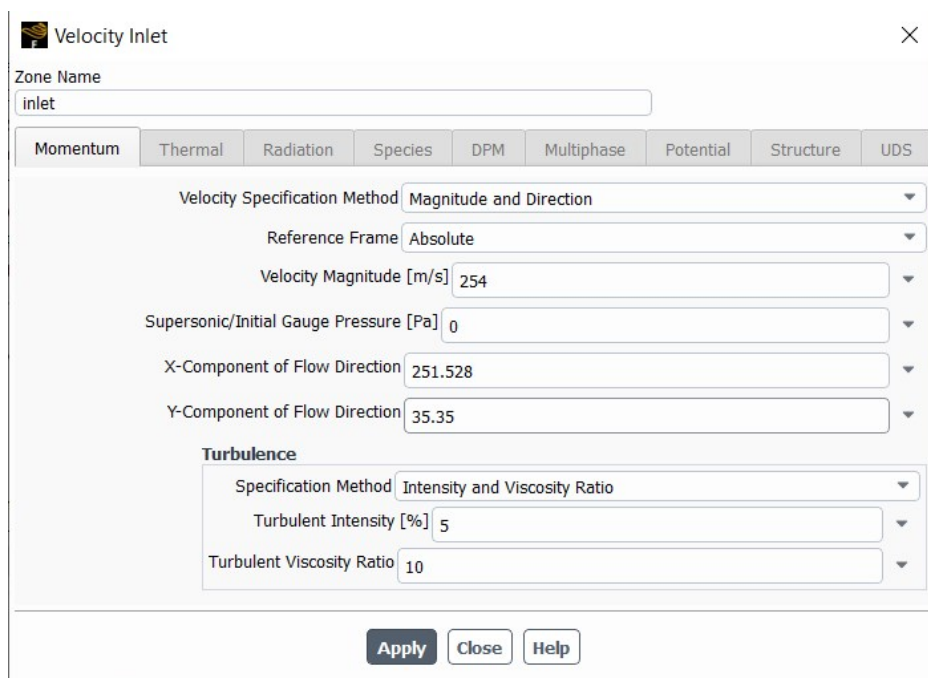 Velocity Inlet
Zone Name
inlet
Momentum Thermal Radiation Species DPM Multiphase Potential Structure UDS
Velocity Specification Method Magnitude and Direction
Reference Frame Absolute
Velocity Magnitude [m/s] 254
Supersonic/Initial Gauge Pressure [Pa] 0
X-Component of Flow Direction 251.528
Y-Component of Flow Direction 35.35
Turbulence
Specification Method Intensity and Viscosity Ratio
Turbulent Intensity [%] 5
Turbulent Viscosity Ratio 10
Apply Close Help